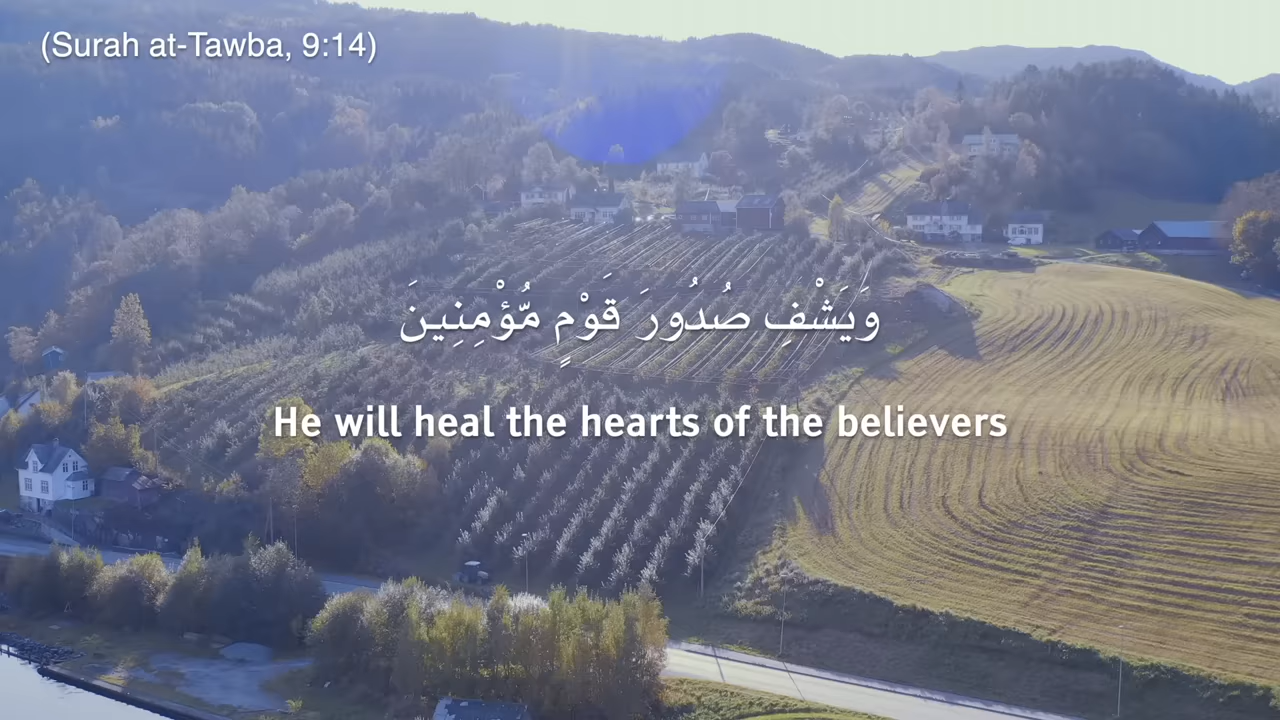 (Surah at-Tawba, 9:14)
وَيَشْفِ صُدُورَ قَوْمٍ مُّؤْمِنِينَ
He will heal the hearts of the believers